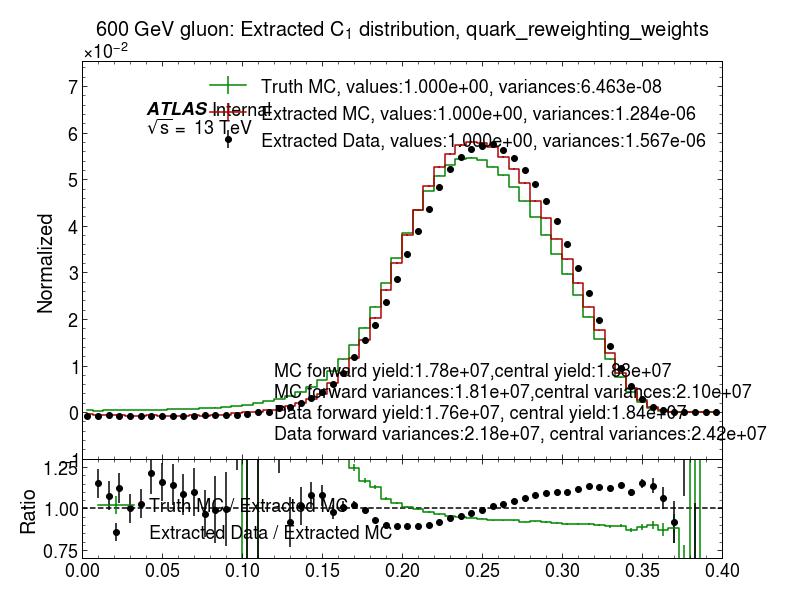 600 GeV gluon: Extracted C₁ distribution, quark_reweighting_weights
×10⁻²
Truth MC, values:1.000e+00, variances:6.463e-08
ATLAS Internal
Extracted MC, values:1.000e+00, variances:1.284e-06
√s = 13 TeV
Extracted Data, values:1.000e+00, variances:1.567e-06
7
6
5
4
3
2
1
0
Normalized
MC forward yield:1.78e+07,central yield:1.88e+07
MC forward variances:1.81e+07,central variances:2.10e+07
Data forward yield:1.76e+07, central yield:1.84e+07
Data forward variances:2.18e+07, central variances:2.42e+07
1.25
1.00
0.75
Ratio
Truth MC / Extracted MC
Extracted Data / Extracted MC
0.00 0.05 0.10 0.15 0.20 0.25 0.30 0.35 0.40